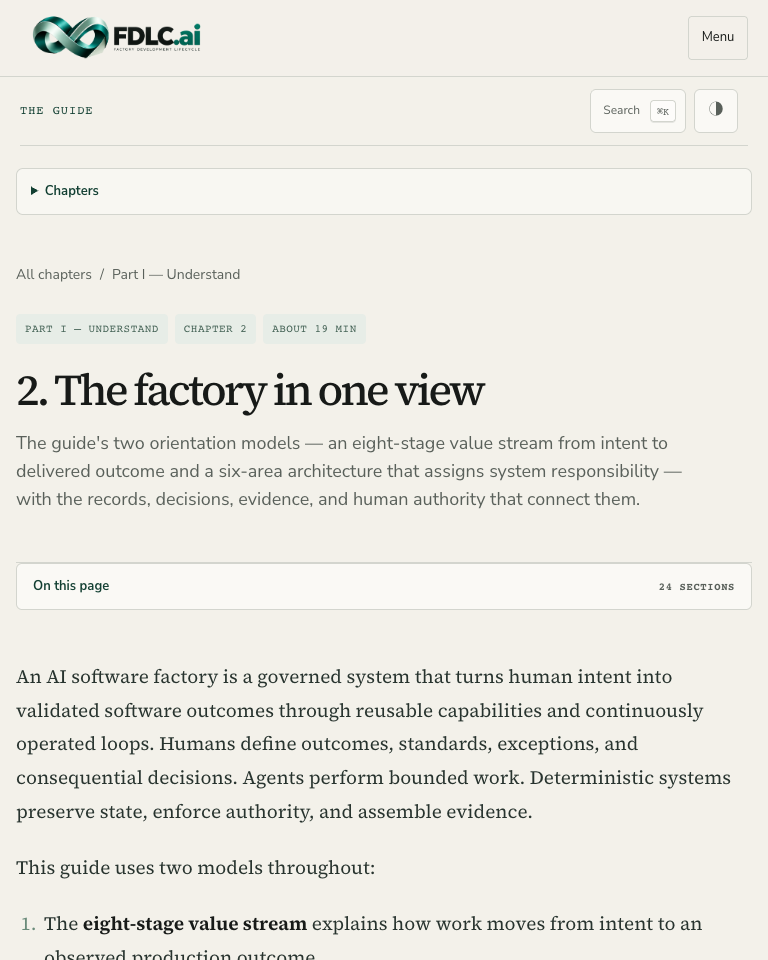 FDLC.ai
FACTORY DEVELOPMENT LIFECYCLE
Menu
THE GUIDE
Search ⌘K
Chapters
All chapters / Part I — Understand
PART I — UNDERSTAND
CHAPTER 2
ABOUT 19 MIN
2. The factory in one view
The guide's two orientation models — an eight-stage value stream from intent to
delivered outcome and a six-area architecture that assigns system responsibility —
with the records, decisions, evidence, and human authority that connect them.
On this page
24 SECTIONS
An AI software factory is a governed system that turns human intent into
validated software outcomes through reusable capabilities and continuously
operated loops. Humans define outcomes, standards, exceptions, and
consequential decisions. Agents perform bounded work. Deterministic systems
preserve state, enforce authority, and assemble evidence.
This guide uses two models throughout:
1. The eight-stage value stream explains how work moves from intent to an
observed production outcome.